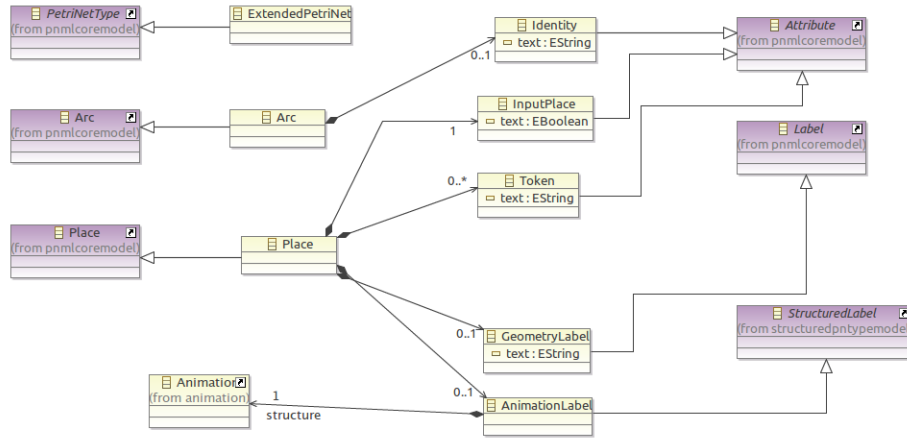 PetriNetType
(from pnmlcoremodel)
ExtendedPetriNet
Identity
text : EString
0..1
Attribute
(from pnmlcoremodel)
Arc
(from pnmlcoremodel)
Arc
InputPlace
text : EBoolean
1
Label
(from pnmlcoremodel)
0..*
Token
text : EString
Place
(from pnmlcoremodel)
Place
StructuredLabel
(from structuredpntypemodel)
0..1
GeometryLabel
text : EString
Animation
(from animation)
1
structure
0..1
AnimationLabel